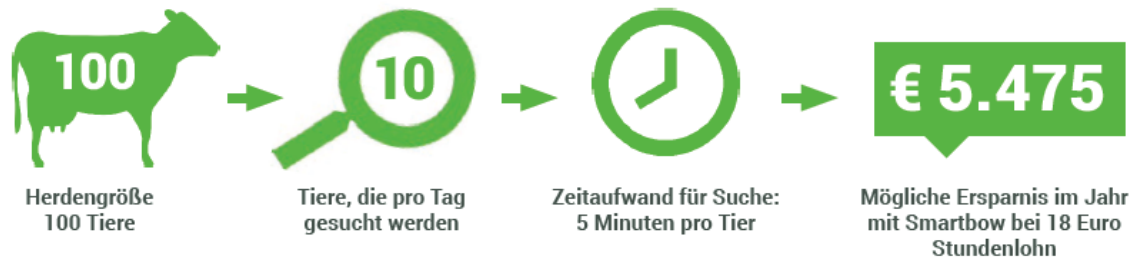 100
Herdengröße
100 Tiere
10
Tiere, die pro Tag
gesucht werden
Zeitaufwand für Suche:
5 Minuten pro Tier
€ 5.475
Mögliche Ersparnis im Jahr
mit Smartbow bei 18 Euro
Stundenlohn